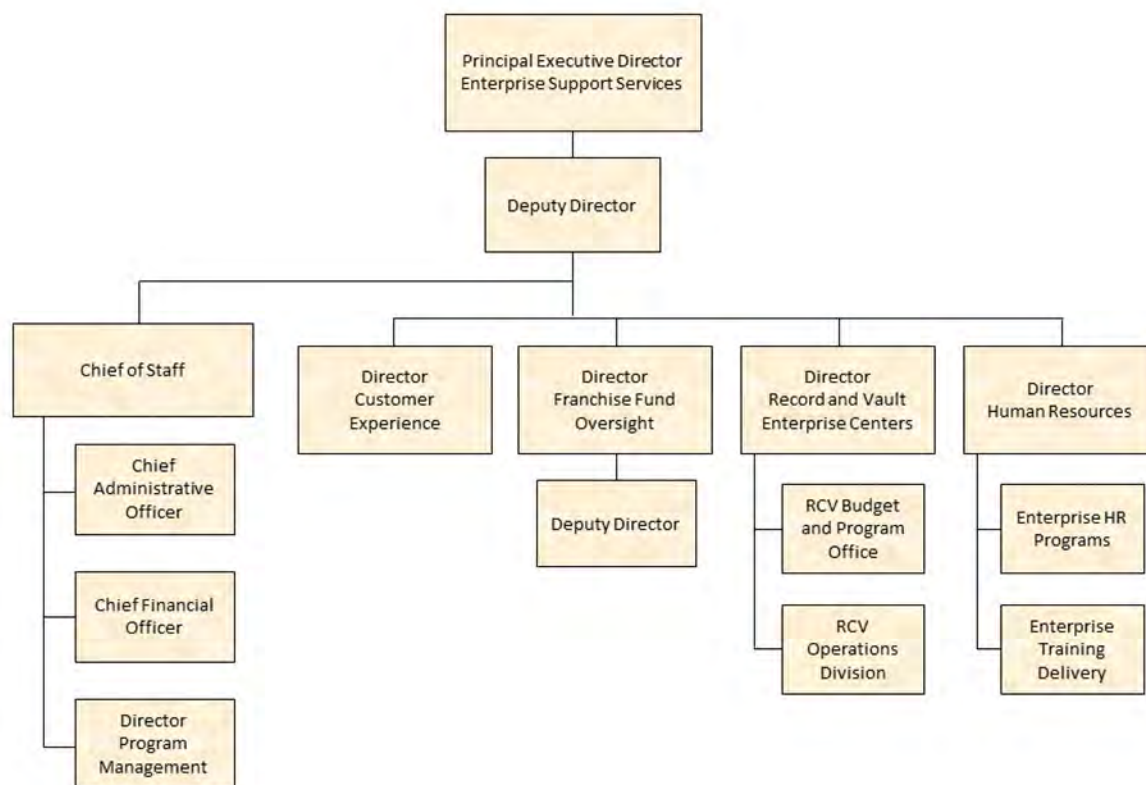 Principal Executive Director
Enterprise Support Services
Deputy Director
Chief of Staff
Chief
Administrative
Officer
Chief Financial
Officer
Director
Program
Management
Director
Customer
Experience
Director
Franchise Fund
Oversight
Deputy Director
Director
Record and Vault
Enterprise Centers
RCV Budget
and Program
Office
RCV
Operations
Division
Director
Human Resources
Enterprise HR
Programs
Enterprise
Training
Delivery